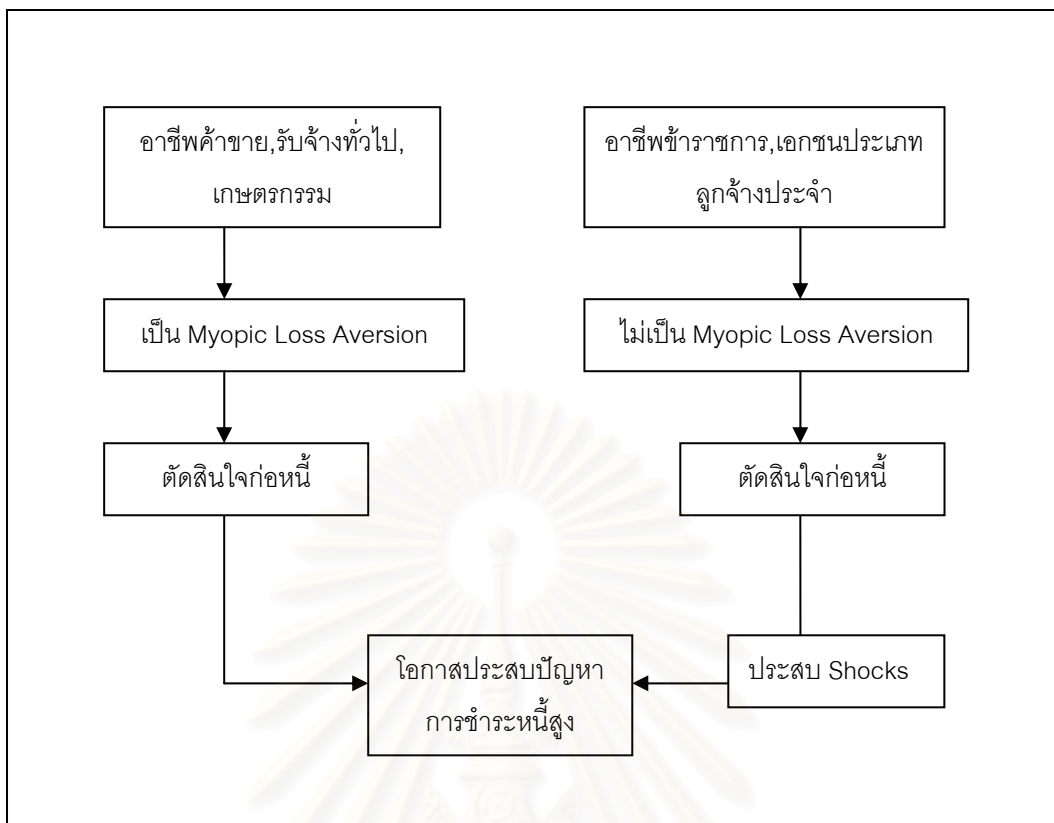 อาชีพค้าขาย,รับจ้างทั่วไป,
เกษตรกรรม
อาชีพข้าราชการ,เอกชนประเภท
ลูกจ้างประจำ
เป็น Myopic Loss Aversion
ไม่เป็น Myopic Loss Aversion
ตัดสินใจก่อหนี้
ตัดสินใจก่อหนี้
โอกาสประสบปัญหา
การชำระหนี้สูง
ประสบ Shocks